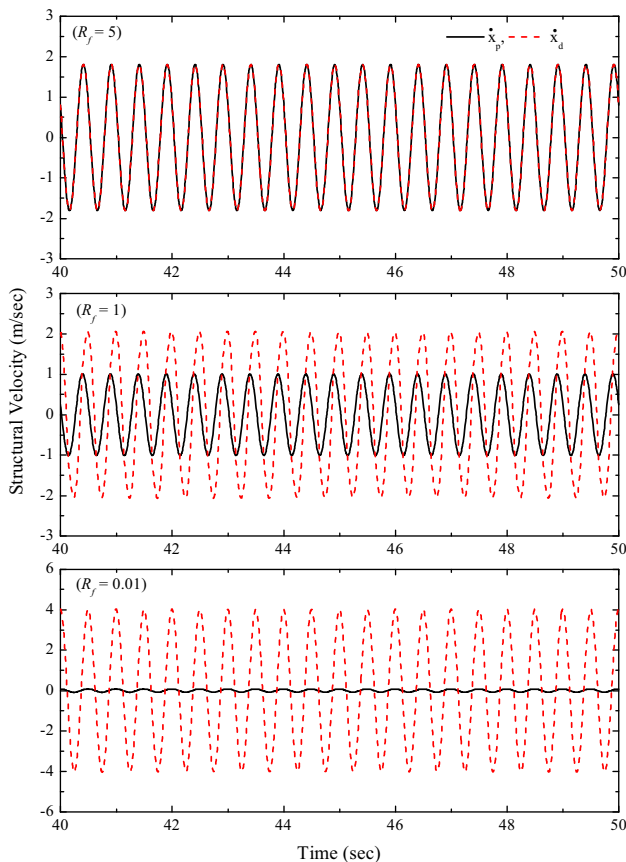 (R_f = 5)
ẋ_p, ẋ_d
3
2
1
0
-1
-2
-3
40 42 44 46 48 50
(R_f = 1)
3
2
1
0
-1
-2
-3
40 42 44 46 48 50
(R_f = 0.01)
6
4
2
0
-2
-4
-6
40 42 44 46 48 50
Structural Velocity (m/sec)
Time (sec)